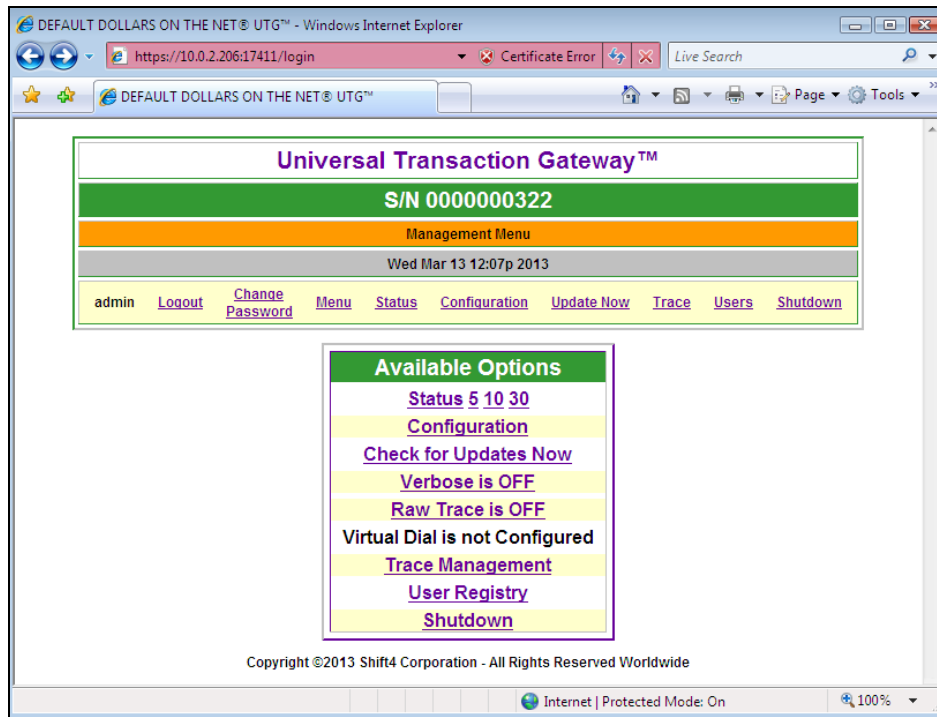 DEFAULT DOLLARS ON THE NET® UTG™ - Windows Internet Explorer
https://10.0.2.206:17411/login Certificate Error Live Search
DEFAULT DOLLARS ON THE NET® UTG™ Page Tools
Universal Transaction Gateway™
S/N 0000000322
Management Menu
Wed Mar 13 12:07p 2013
admin Logout Change Password Menu Status Configuration Update Now Trace Users Shutdown
Available Options
Status 5 10 30
Configuration
Check for Updates Now
Verbose is OFF
Raw Trace is OFF
Virtual Dial is not Configured
Trace Management
User Registry
Shutdown
Copyright ©2013 Shift4 Corporation - All Rights Reserved Worldwide
Internet | Protected Mode: On 100%